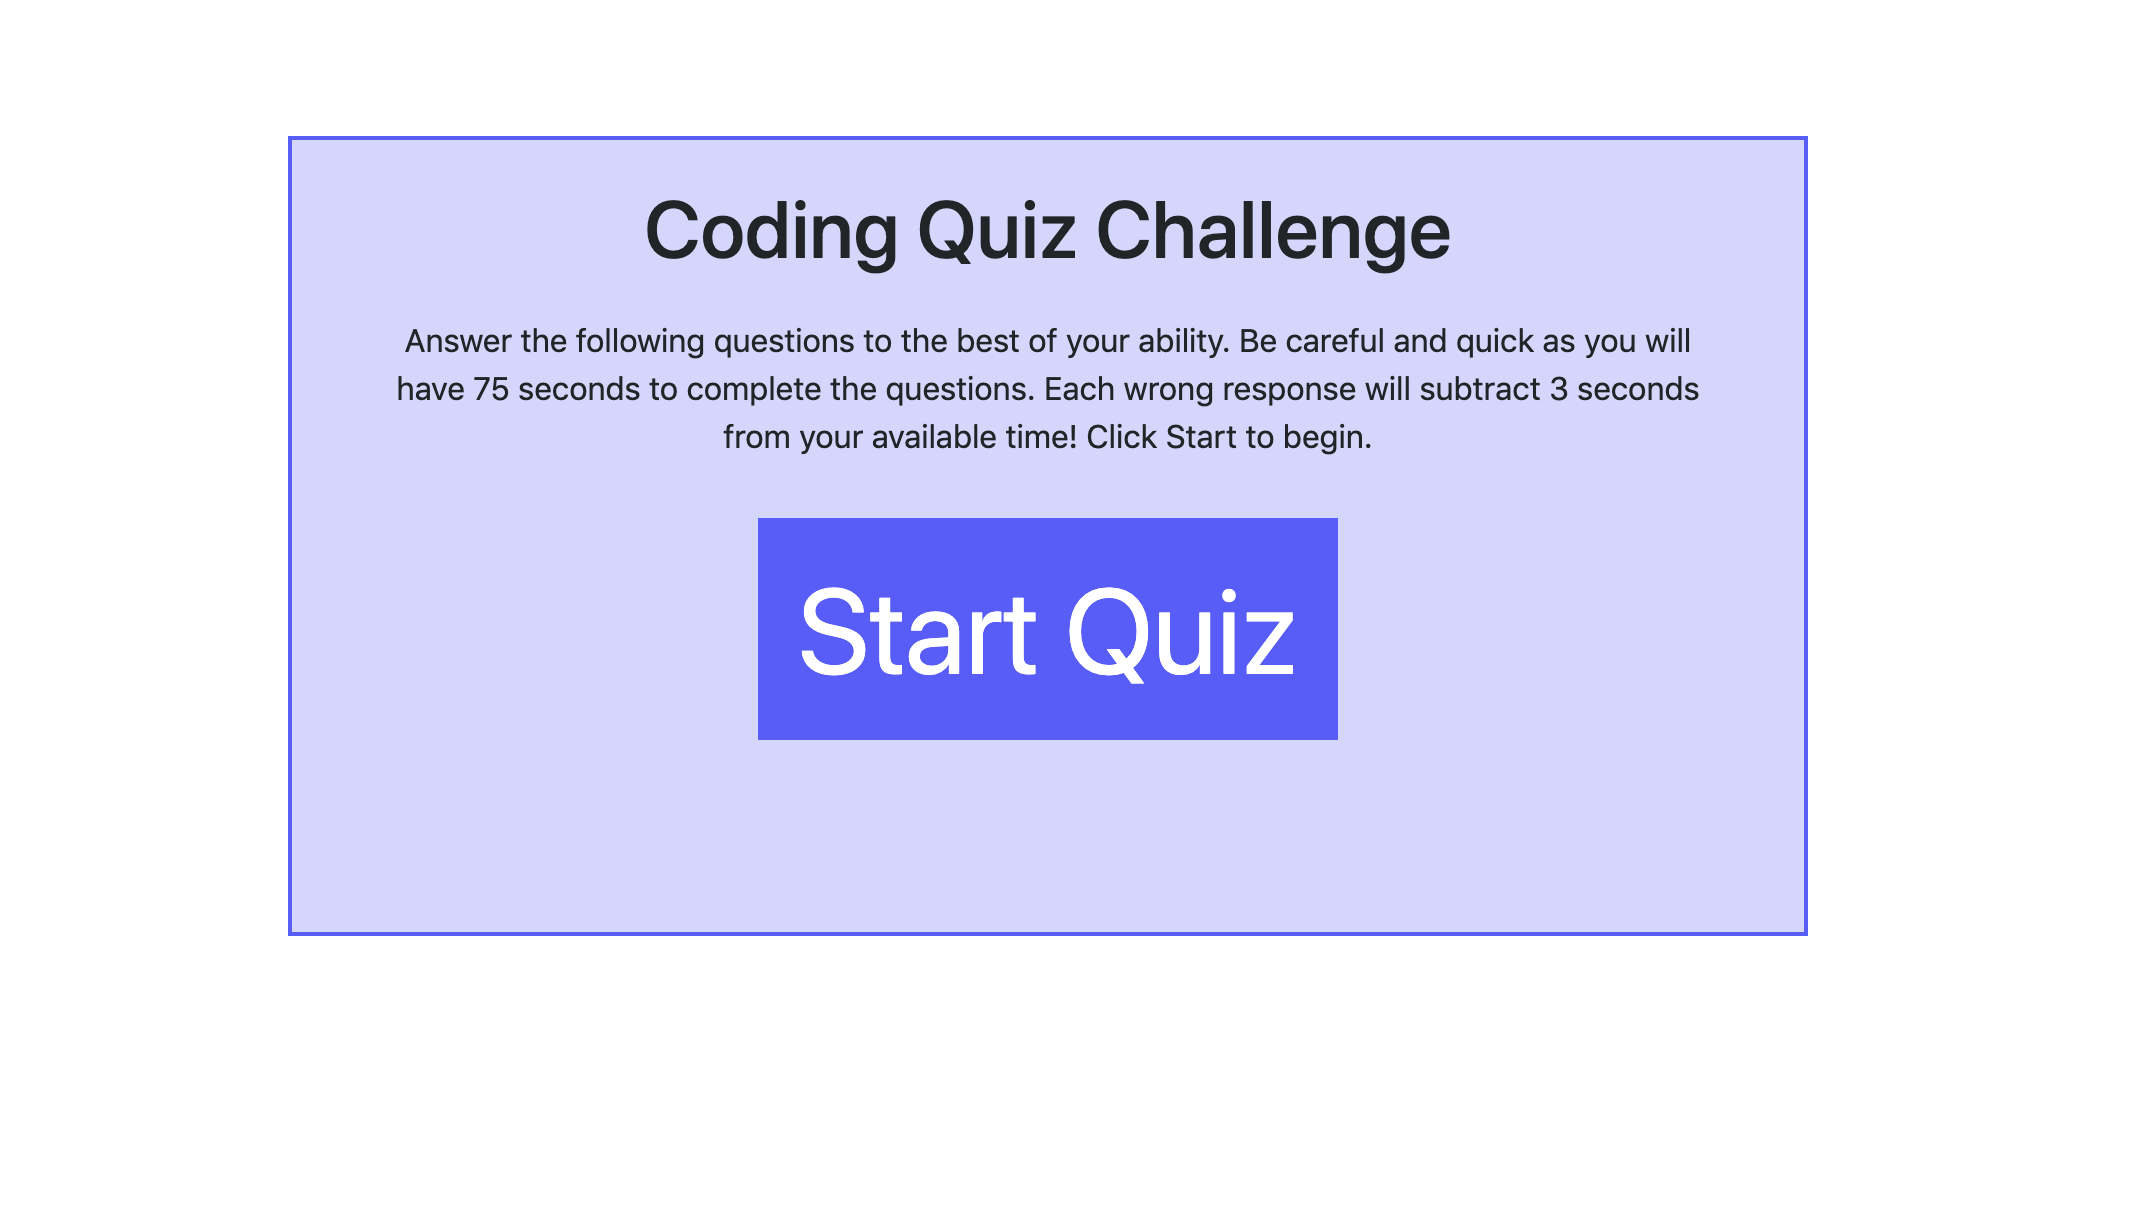 Coding Quiz Challenge
Answer the following questions to the best of your ability. Be careful and quick as you will
have 75 seconds to complete the questions. Each wrong response will subtract 3 seconds
from your available time! Click Start to begin.
Start Quiz